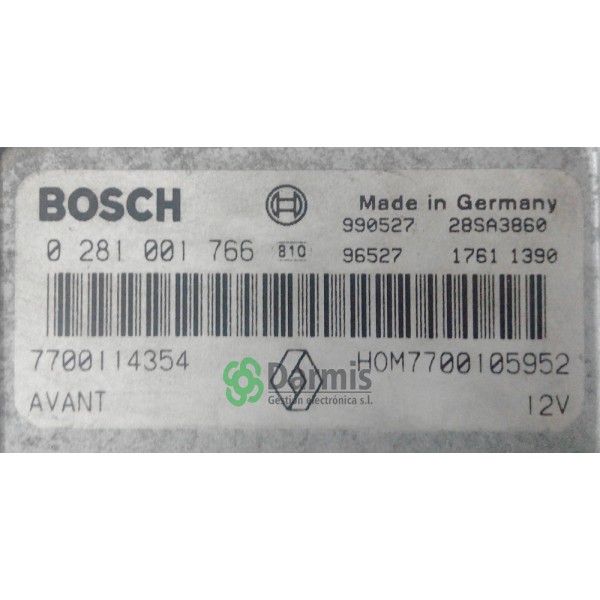 BOSCH Made in Germany
990527 28SA3860
0 281 001 766 810 96527 1761 1390
7700114354 HOM7700105952
Darmis
AVANT Gestión electrónica s.l. 12V